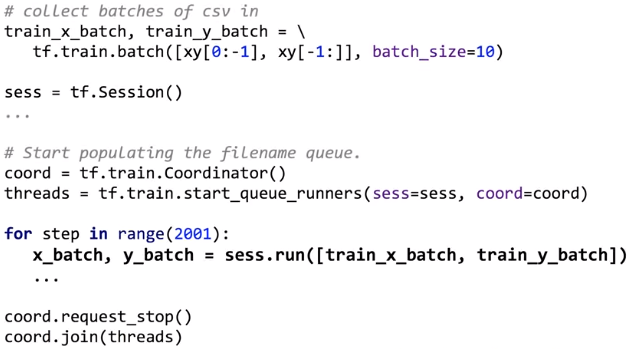 # collect batches of csv in
train_x_batch, train_y_batch = \
    tf.train.batch([xy[0:-1], xy[-1:]], batch_size=10)

sess = tf.Session()
...

# Start populating the filename queue.
coord = tf.train.Coordinator()
threads = tf.train.start_queue_runners(sess=sess, coord=coord)

for step in range(2001):
    x_batch, y_batch = sess.run([train_x_batch, train_y_batch])
    ...

coord.request_stop()
coord.join(threads)